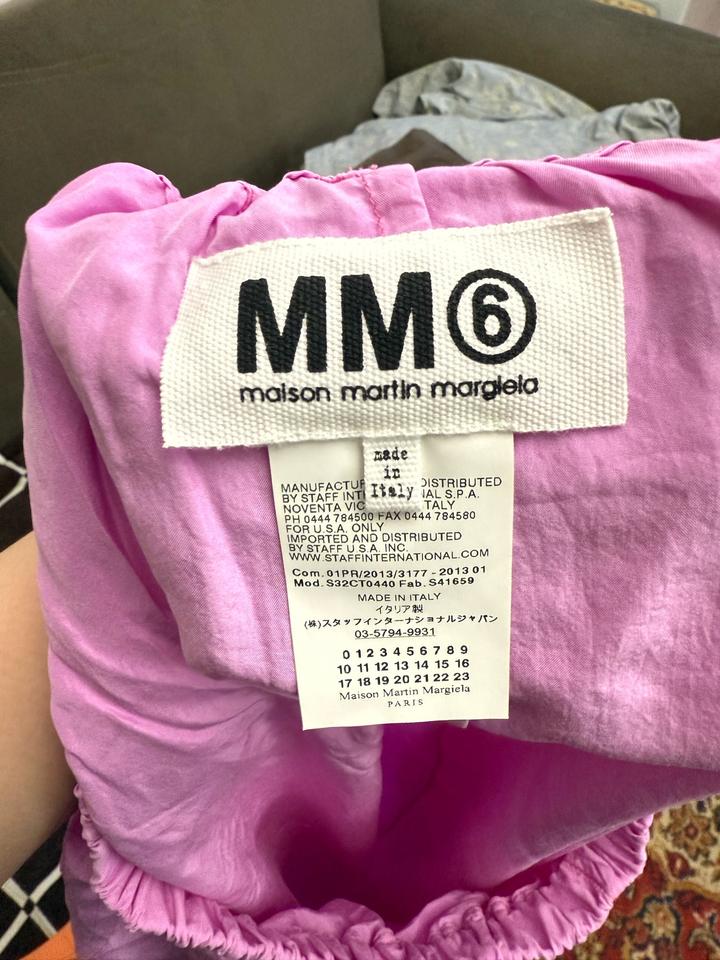 MM⑥
maison martin margiela
made
in
Italy
MANUFACTUR DISTRIBUTED
BY STAFF INT NAL S.P.A.
NOVENTA VIC TALY
PH 0444 784500 FAX 0444 784580
FOR U.S.A. ONLY
IMPORTED AND DISTRIBUTED
BY STAFF U.S.A. INC.
WWW.STAFFINTERNATIONAL.COM
Com. 01PR/2013/3177 - 2013 01
Mod. S32CT0440 Fab. S41659
MADE IN ITALY
イタリア製
(株)スタッフインターナショナルジャパン
03-5794-9931
0 1 2 3 4 5 6 7 8 9
10 11 12 13 14 15 16
17 18 19 20 21 22 23
Maison Martin Margiela
PARIS